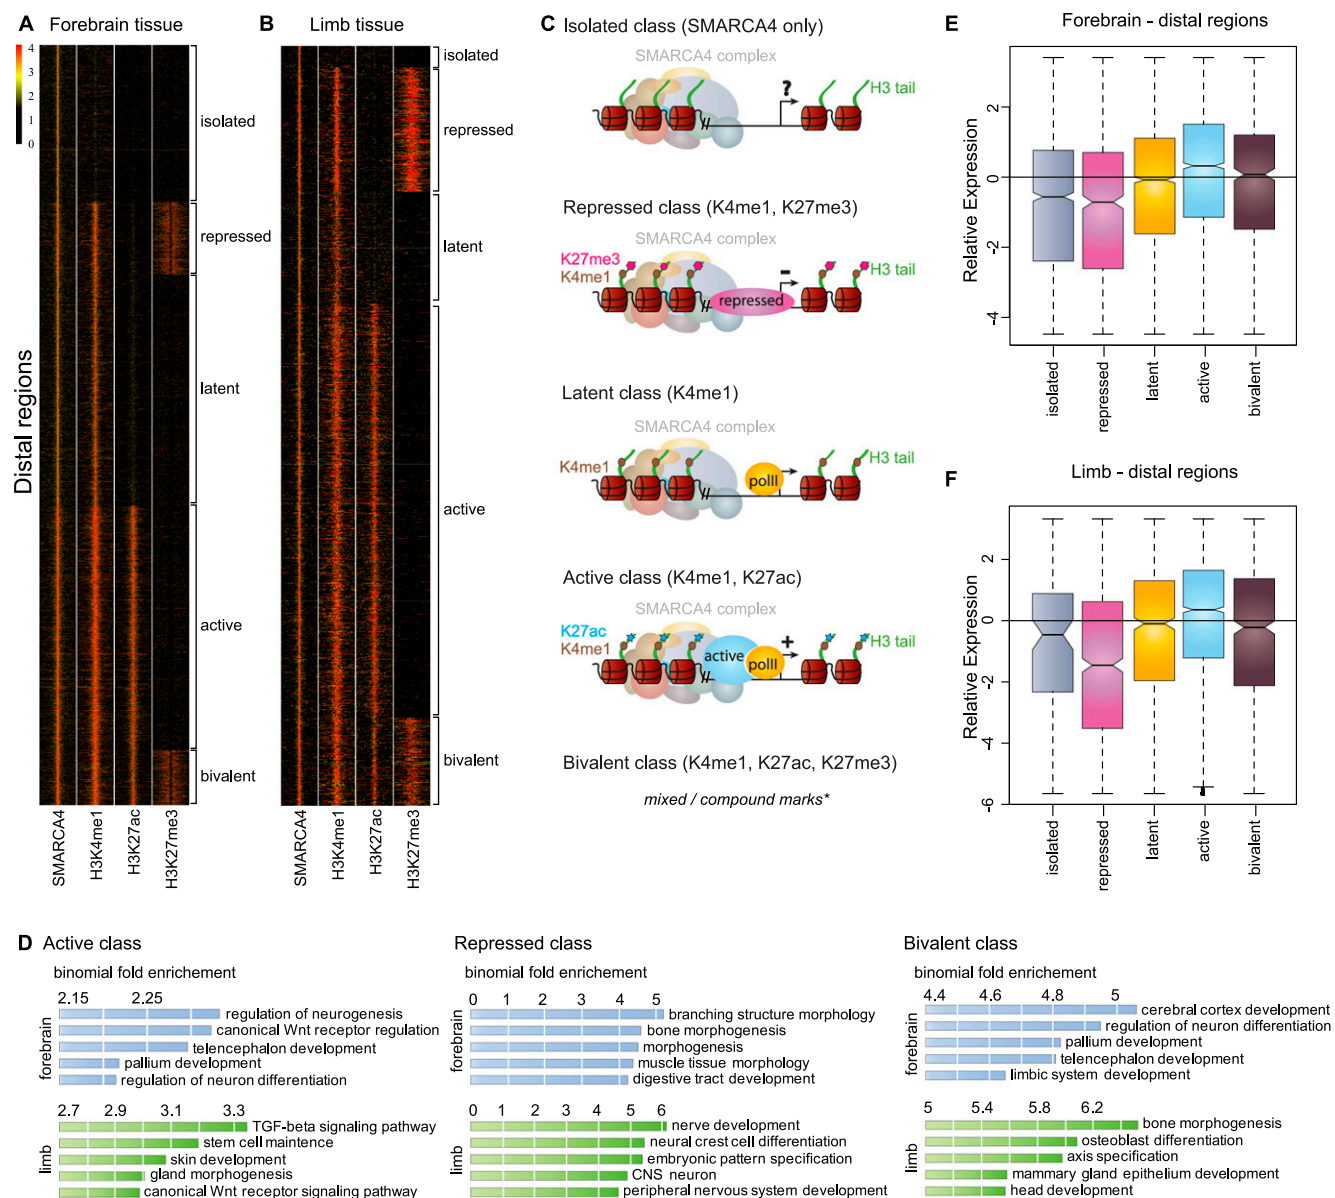 A Forebrain tissue
4
3
2
1
0
isolated
repressed
latent
active
bivalent
Distal regions
SMARCA4
H3K4me1
H3K27ac
H3K27me3
B Limb tissue
isolated
repressed
latent
active
bivalent
SMARCA4
H3K4me1
H3K27ac
H3K27me3
C Isolated class (SMARCA4 only)
SMARCA4 complex
?
H3 tail
Repressed class (K4me1, K27me3)
SMARCA4 complex
K27me3
K4me1
repressed
–
H3 tail
Latent class (K4me1)
SMARCA4 complex
K4me1
polII
H3 tail
Active class (K4me1, K27ac)
SMARCA4 complex
K27ac
K4me1
active
polII
+
H3 tail
Bivalent class (K4me1, K27ac, K27me3)
mixed / compound marks*
E Forebrain - distal regions
Relative Expression
2
0
-2
-4
isolated
repressed
latent
active
bivalent
F Limb - distal regions
Relative Expression
2
0
-2
-4
-6
isolated
repressed
latent
active
bivalent
D Active class
binomial fold enrichement
2.15 2.25
forebrain
regulation of neurogenesis
canonical Wnt receptor regulation
telencephalon development
pallium development
regulation of neuron differentiation
2.7 2.9 3.1 3.3
limb
TGF-beta signaling pathway
stem cell maintence
skin development
gland morphogenesis
canonical Wnt receptor signaling pathway
Repressed class
binomial fold enrichement
0 1 2 3 4 5
forebrain
branching structure morphology
bone morphogenesis
morphogenesis
muscle tissue morphology
digestive tract development
0 1 2 3 4 5 6
limb
nerve development
neural crest cell differentiation
embryonic pattern specification
CNS neuron
peripheral nervous system development
Bivalent class
binomial fold enrichement
4.4 4.6 4.8 5
forebrain
cerebral cortex development
regulation of neuron differentiation
pallium development
telencephalon development
limbic system development
5 5.4 5.8 6.2
limb
bone morphogenesis
osteoblast differentiation
axis specification
mammary gland epithelium development
head development